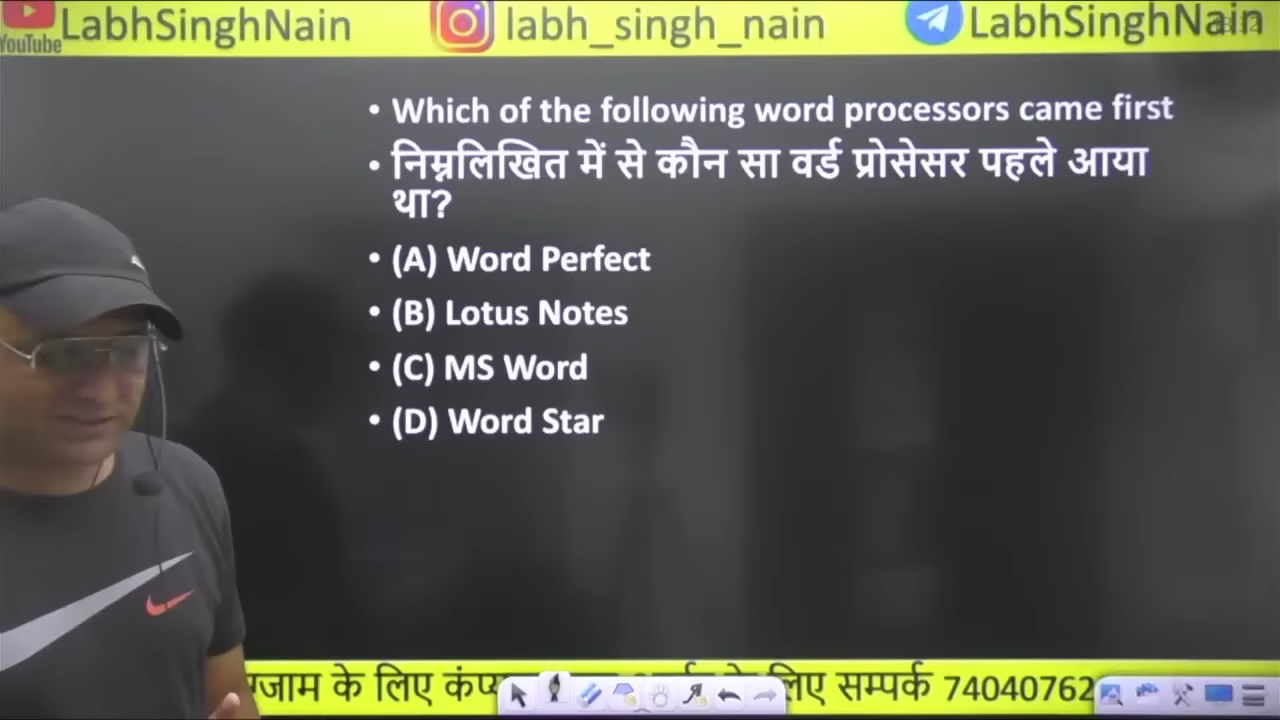 YouTube LabhSinghNain labh_singh_nain LabhSinghNain
• Which of the following word processors came first
• निम्नलिखित में से कौन सा वर्ड प्रोसेसर पहले आया
था?
• (A) Word Perfect
• (B) Lotus Notes
• (C) MS Word
• (D) Word Star
के लिए सम्पर्क 74040762